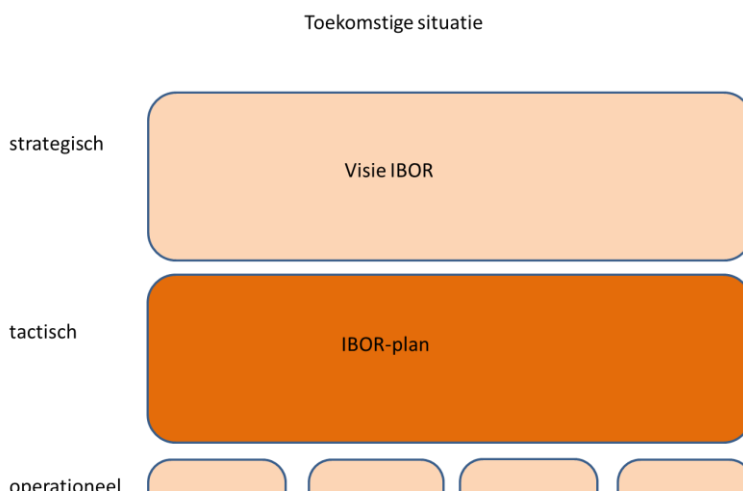 Toekomstige situatie
strategisch
Visie IBOR
tactisch
IBOR-plan
operationeel